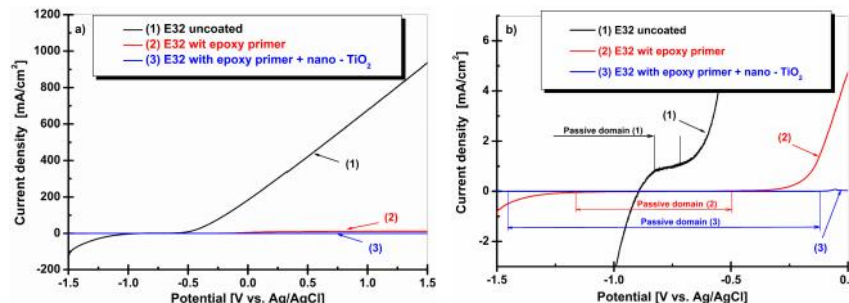 a)
(1) E32 uncoated
(2) E32 wit epoxy primer
(3) E32 with epoxy primer + nano - TiO2
Current density [mA/cm²]
1200
1000
800
600
400
200
0
-200
(1)
(2)
(3)
-1.5 -1.0 -0.5 0.0 0.5 1.0 1.5
Potential [V vs. Ag/AgCl]
b)
(1) E32 uncoated
(2) E32 wit epoxy primer
(3) E32 with epoxy primer + nano - TiO2
Current density [mA/cm²]
6
4
2
0
-2
Passive domain (1)
(1)
(2)
Passive domain (2)
Passive domain (3)
(3)
-1.5 -1.0 -0.5 0.0
Potential [V vs. Ag/AgCl]